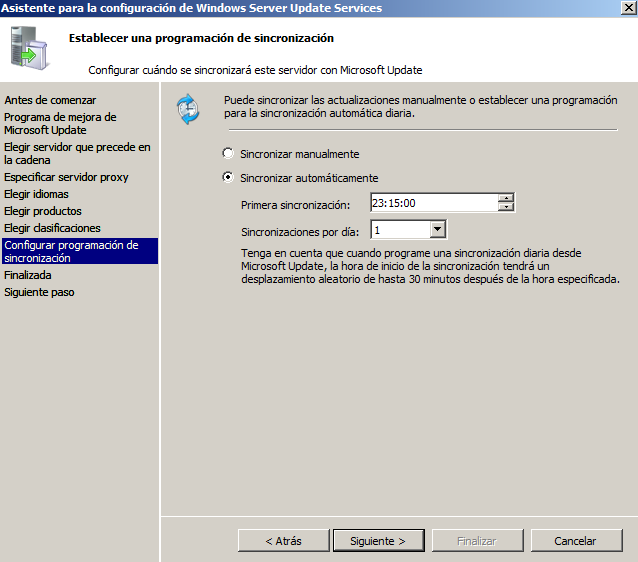 Asistente para la configuración de Windows Server Update Services
Establecer una programación de sincronización
Configurar cuándo se sincronizará este servidor con Microsoft Update
Antes de comenzar
Programa de mejora de
Microsoft Update
Elegir servidor que precede en
la cadena
Especificar servidor proxy
Elegir idiomas
Elegir productos
Elegir clasificaciones
Configurar programación de
sincronización
Finalizada
Siguiente paso
Puede sincronizar las actualizaciones manualmente o establecer una programación
para la sincronización automática diaria.
Sincronizar manualmente
Sincronizar automáticamente
Primera sincronización: 23:15:00
Sincronizaciones por día: 1
Tenga en cuenta que cuando programe una sincronización diaria desde
Microsoft Update, la hora de inicio de la sincronización tendrá un
desplazamiento aleatorio de hasta 30 minutos después de la hora especificada.
< Atrás Siguiente > Finalizar Cancelar